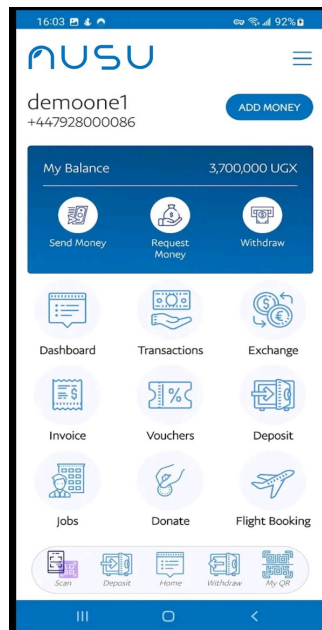 16:03 92%
nusu
demoone1
+447928000086
ADD MONEY
My Balance 3,700,000 UGX
Send Money Request Money Withdraw
Dashboard Transactions Exchange
Invoice Vouchers Deposit
Jobs Donate Flight Booking
Scan Deposit Home Withdraw My QR